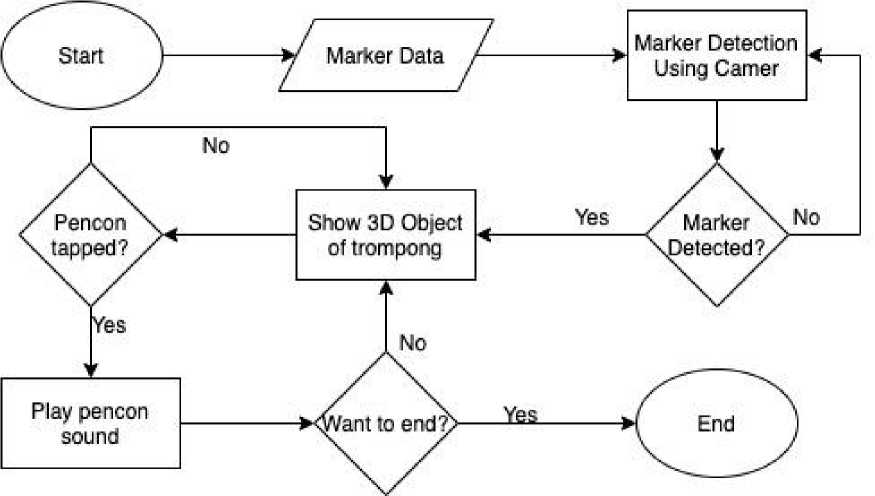 Start
Marker Data
Marker Detection
Using Camer
No
Pencon
tapped?
Show 3D Object
of trompong
Yes
Marker
Detected?
No
Yes
No
Play pencon
sound
Want to end?
Yes
End